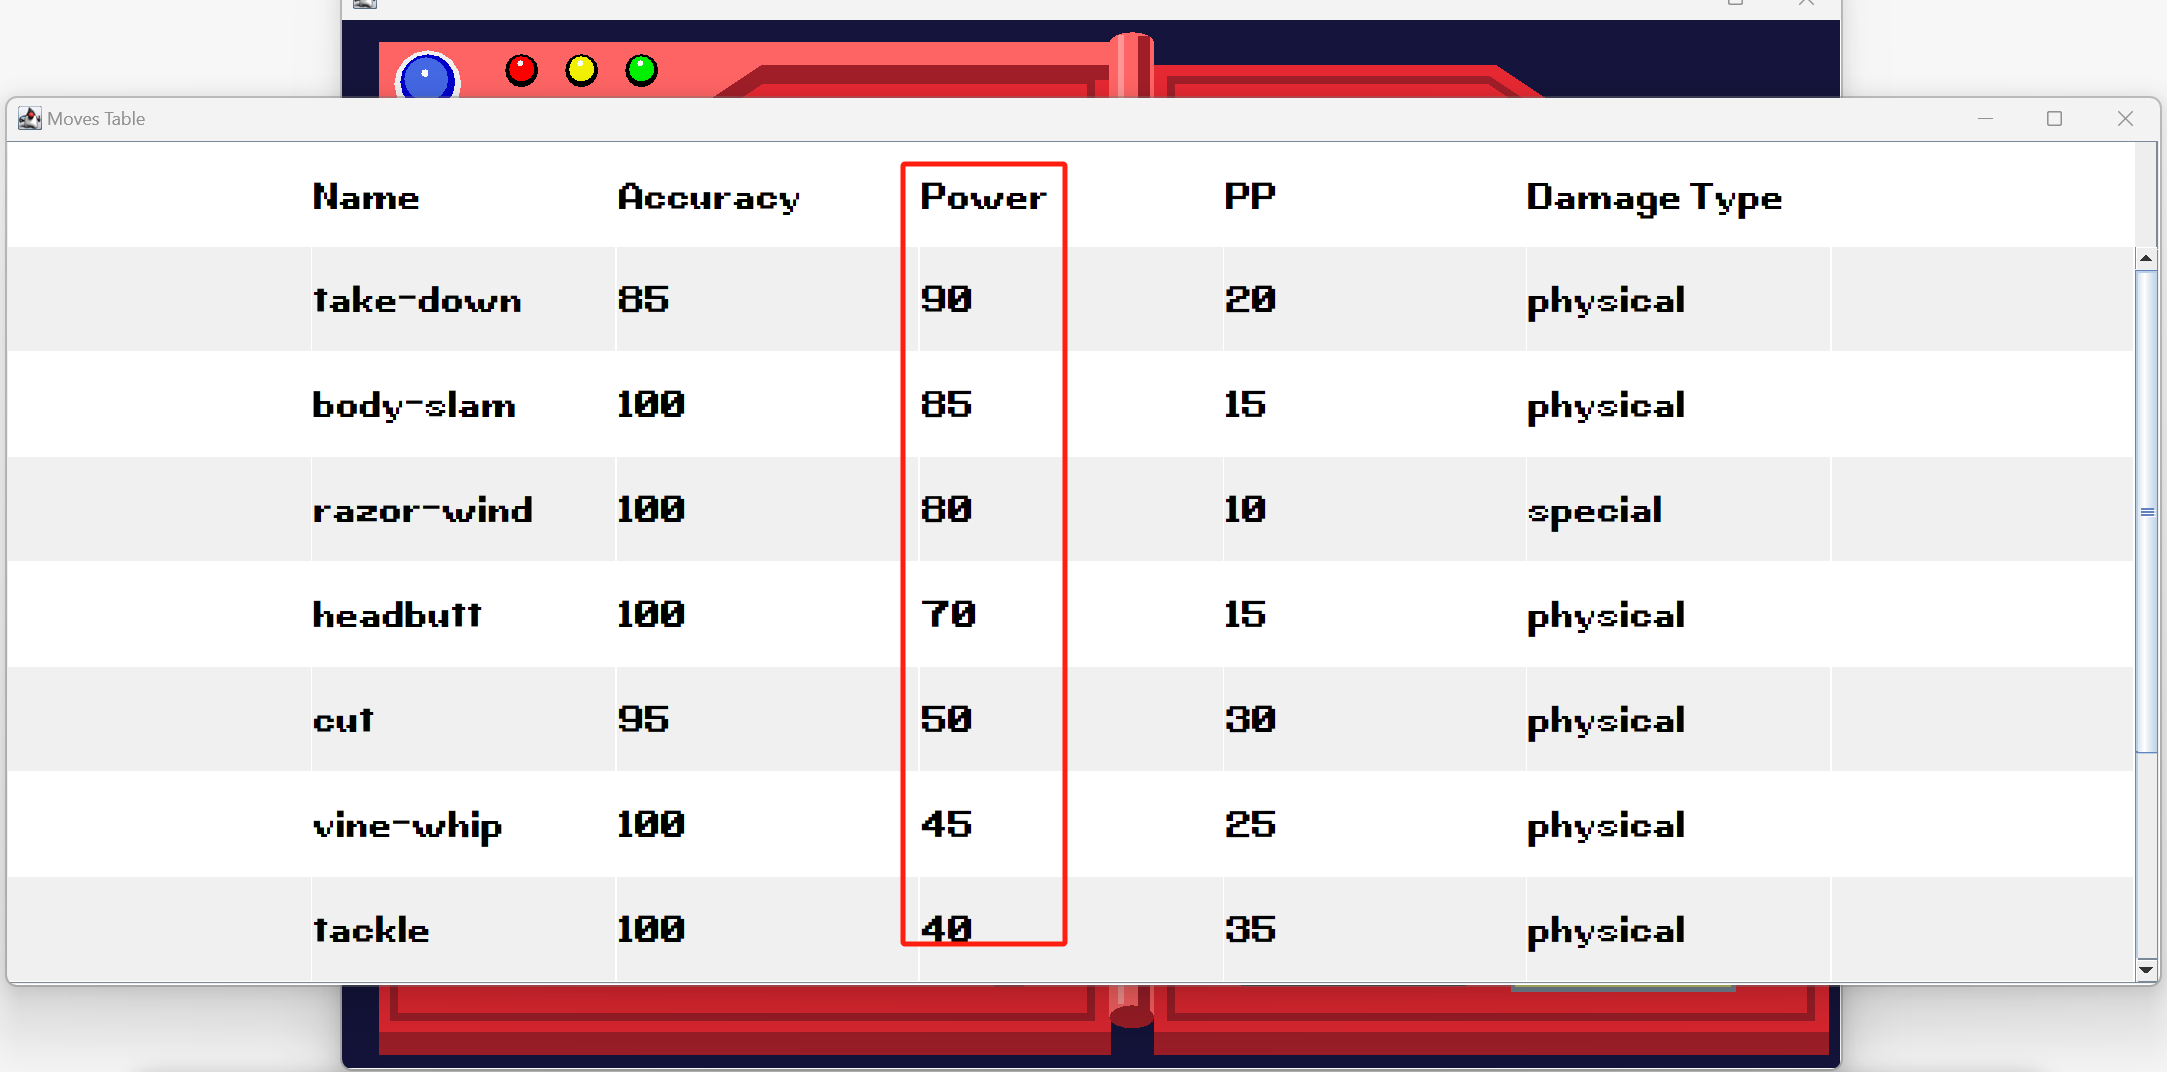 Moves Table
Name Accuracy Power PP Damage Type
take-down 85 90 20 physical
body-slam 100 85 15 physical
razor-wind 100 80 10 special
headbutt 100 70 15 physical
cut 95 50 30 physical
vine-whip 100 45 25 physical
tackle 100 40 35 physical